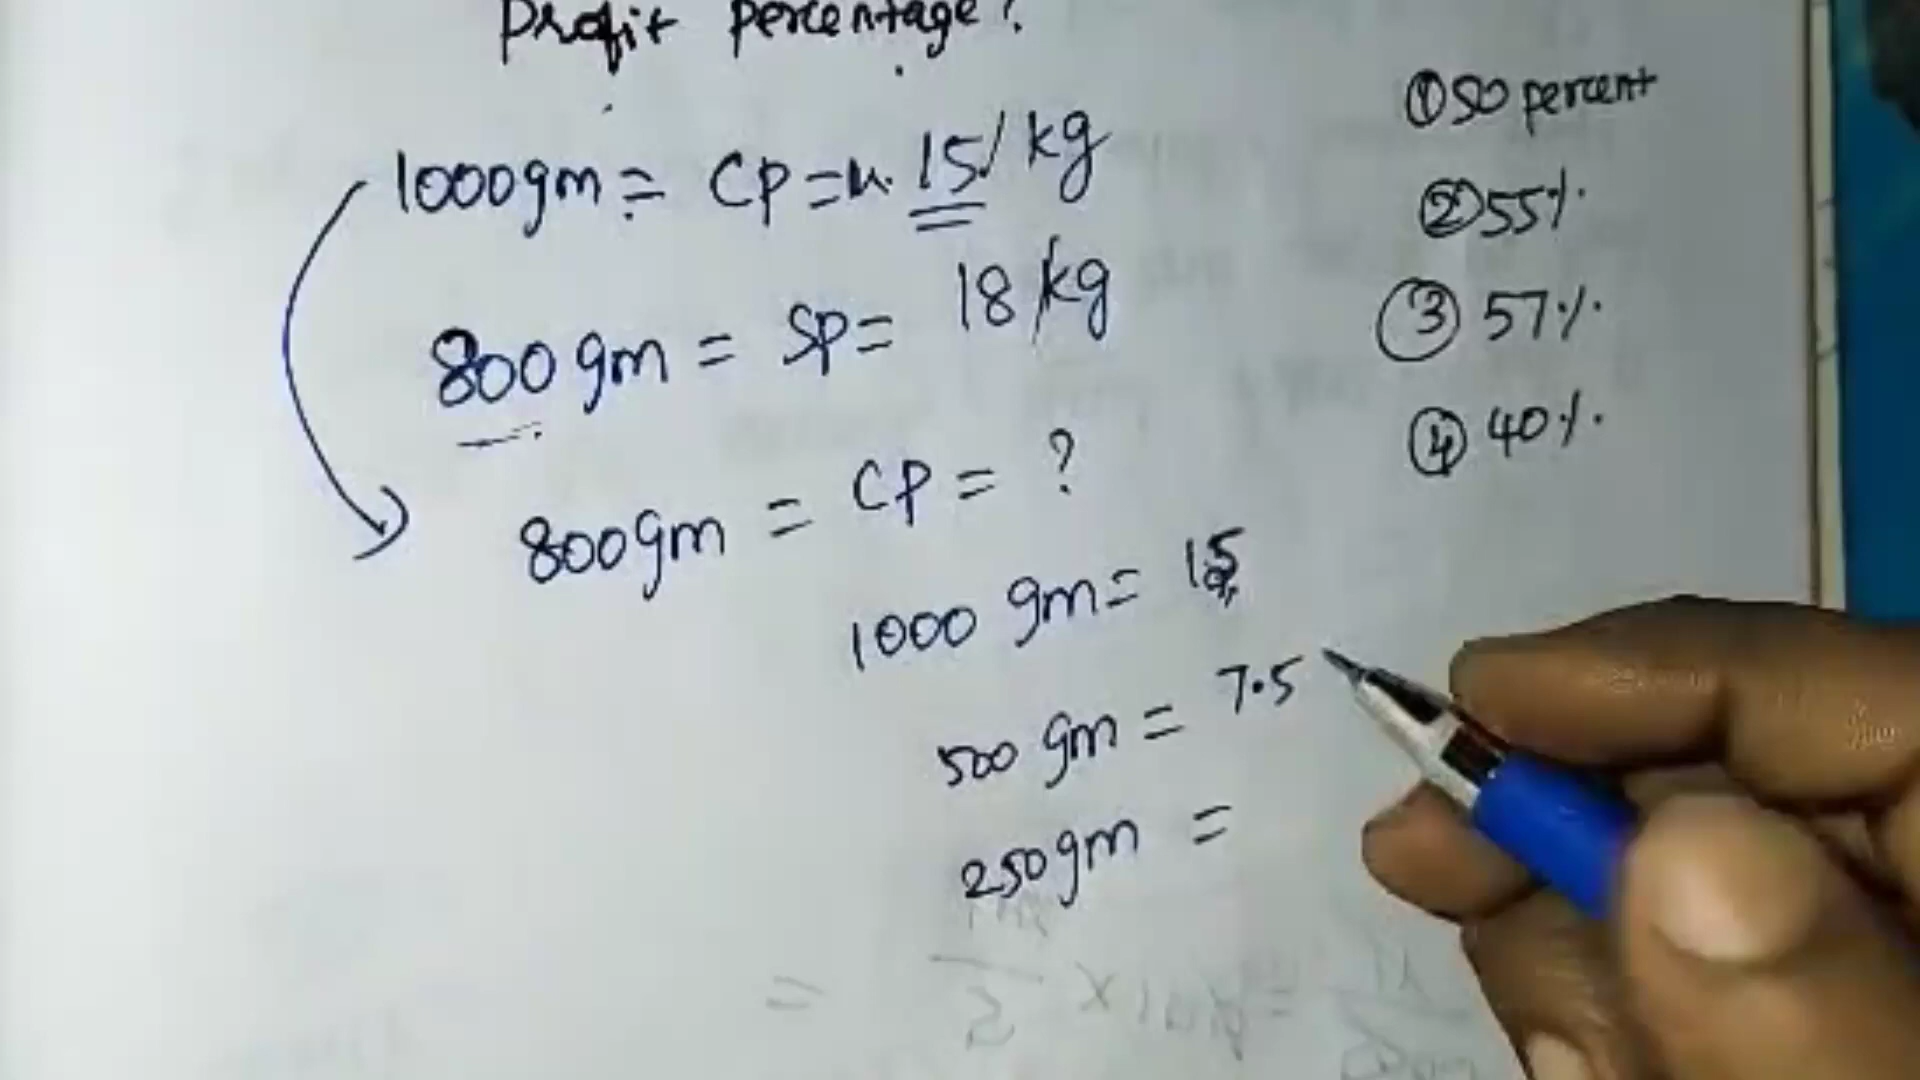 Profit percentage?
1000gm = CP = 15/kg
800gm = SP = 18/kg
800gm = CP = ?
1000 gm = 15
500 gm = 7.5
250gm =
① 50 percent
② 55%
③ 57%
④ 40%